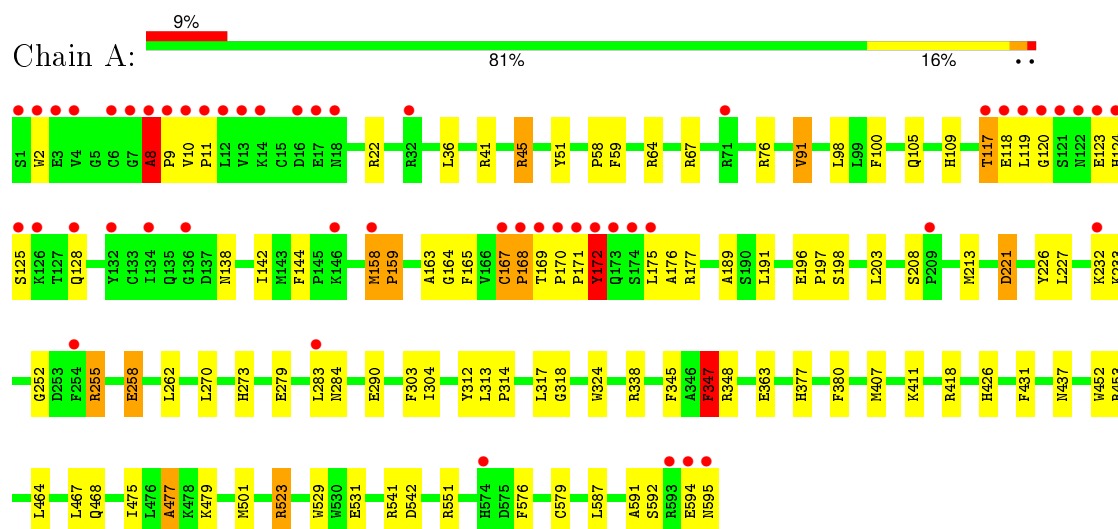 9%
Chain A:
81% 16% • •
S1 W2 E3 V4 G5 C6 G7 A8 P9 V10 P11 L12 V13 K14 C15 D16 E17 N18 R22 R32 L36 R41 R45 Y51 P58 F59 R64 R67 R71 R76 V91 L98 L99 F100 Q105 H109 T117 E118 L119 G120 S121 N122 E123 H124
S125 K126 T127 Q128 Y132 C133 I134 Q135 G136 D137 N138 I142 M143 F144 P145 K146 M158 P159 A163 G164 F165 V166 C167 P168 T169 P170 P171 Y172 Q173 S174 L175 A176 R177 A189 S190 L191 E196 P197 S198 L203 S208 P209 M213 D221 Y226 L227 K232 K233
G252 D253 F254 R255 E258 L262 L270 H273 E279 L283 N284 E290 F303 I304 Y312 L313 P314 L317 G318 W324 R338 F345 A346 F347 R348 E363 H377 F380 M407 K411 R418 H426 F431 N437 W452 R453
L464 L467 Q468 I475 L476 A477 K478 K479 M501 R523 W529 W530 E531 R541 D542 R551 H574 D575 F576 C579 L587 A591 S592 R593 E594 N595